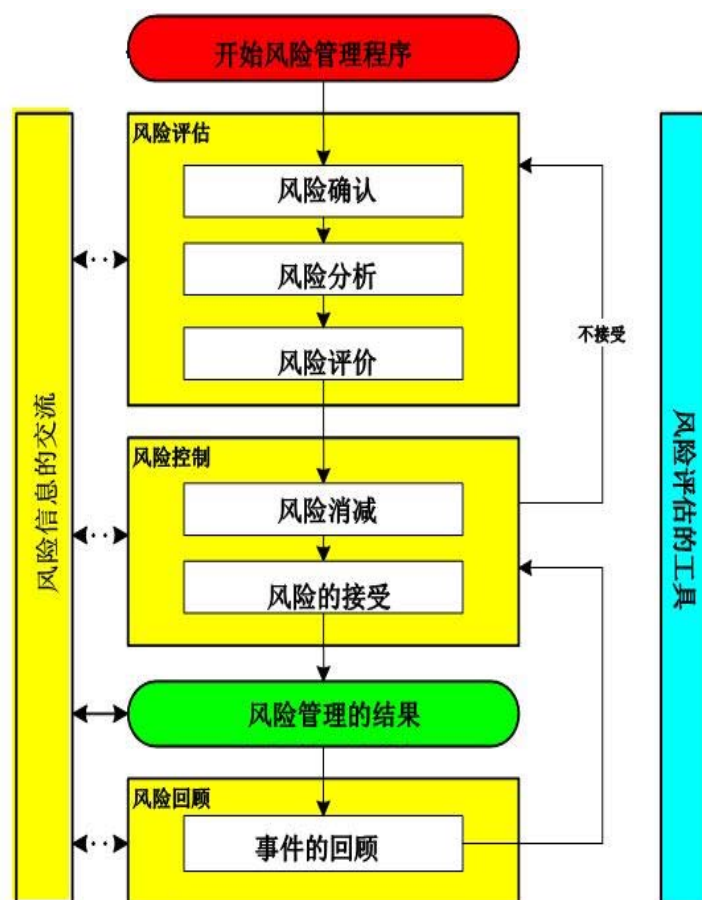 开始风险管理程序
风险评估
风险确认
风险分析
风险评价
不接受
风险控制
风险消减
风险的接受
风险管理的结果
风险回顾
事件的回顾
风险信息的交流
风险评估的工具